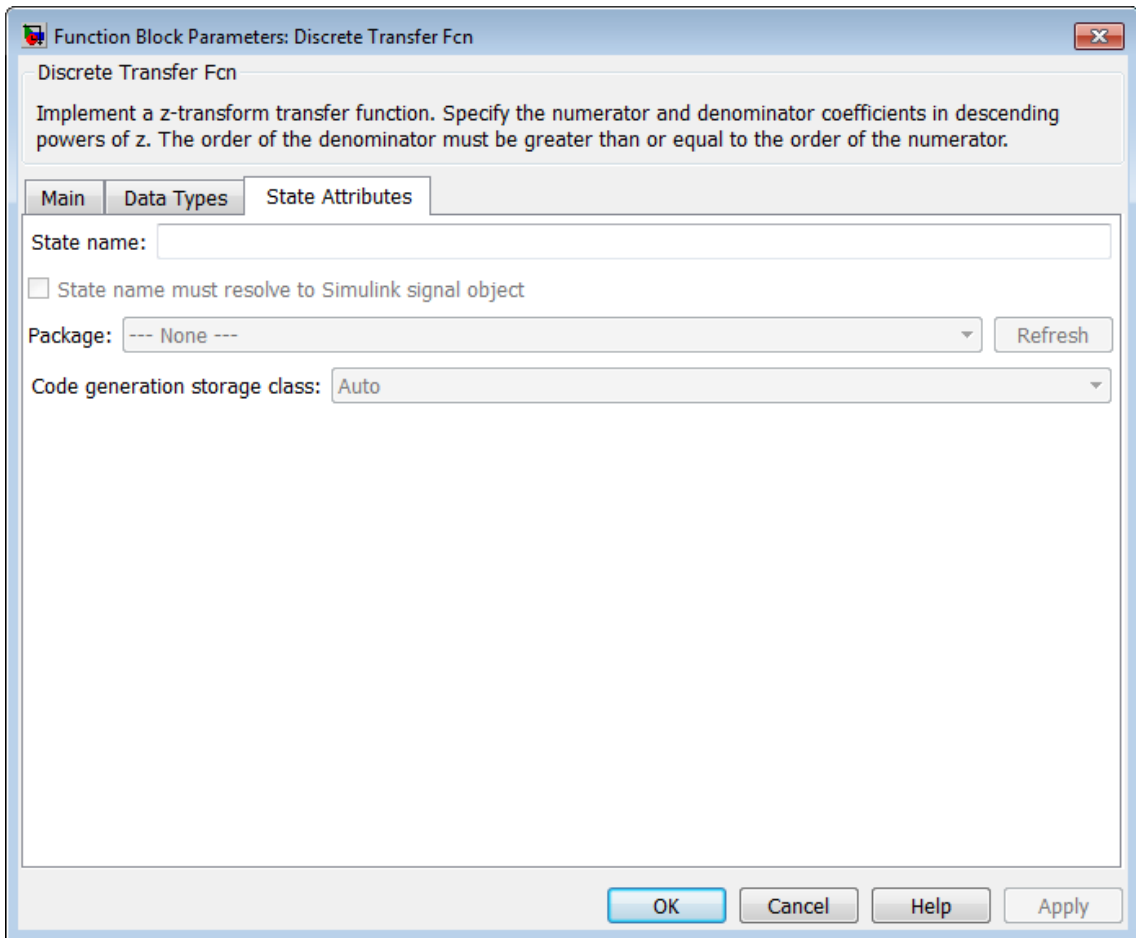 Function Block Parameters: Discrete Transfer Fcn
Discrete Transfer Fcn
Implement a z-transform transfer function. Specify the numerator and denominator coefficients in descending
powers of z. The order of the denominator must be greater than or equal to the order of the numerator.
Main Data Types State Attributes
State name:
State name must resolve to Simulink signal object
Package: --- None --- Refresh
Code generation storage class: Auto
OK Cancel Help Apply